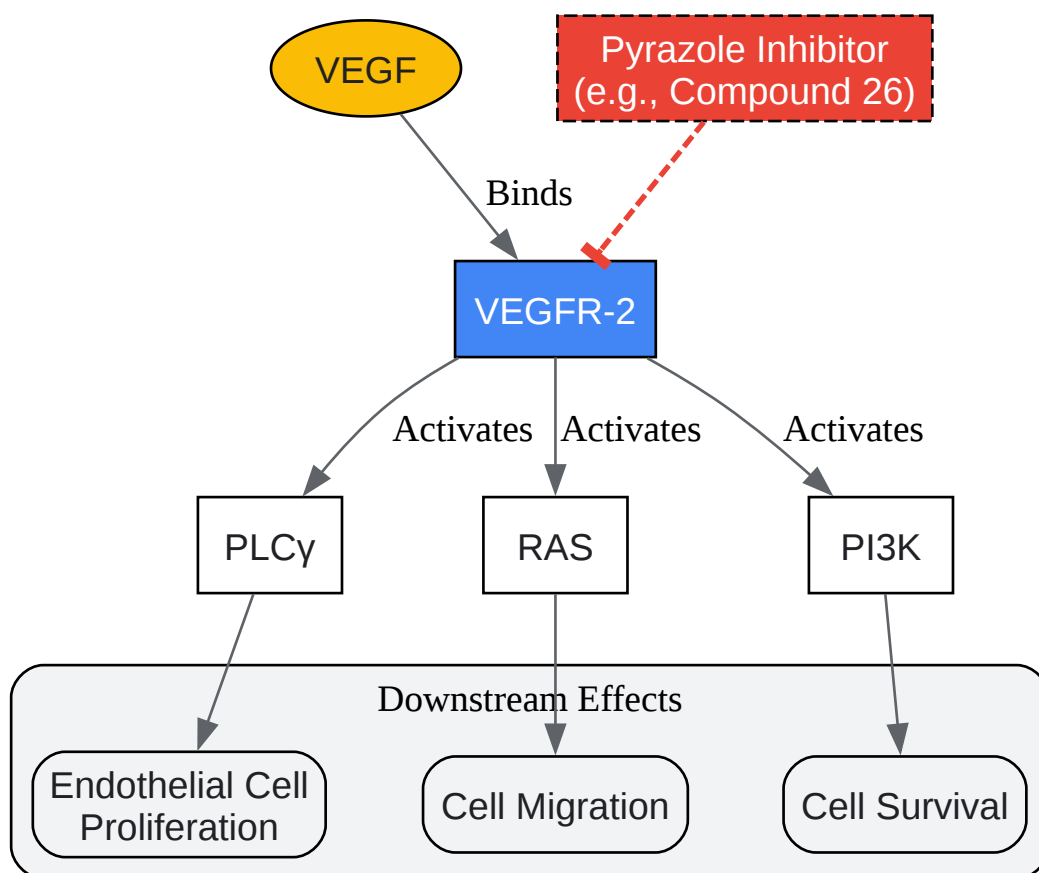 VEGF
Pyrazole Inhibitor
(e.g., Compound 26)
Binds
VEGFR-2
Activates
Activates
Activates
PLCγ
RAS
PI3K
Downstream Effects
Endothelial Cell
Proliferation
Cell Migration
Cell Survival